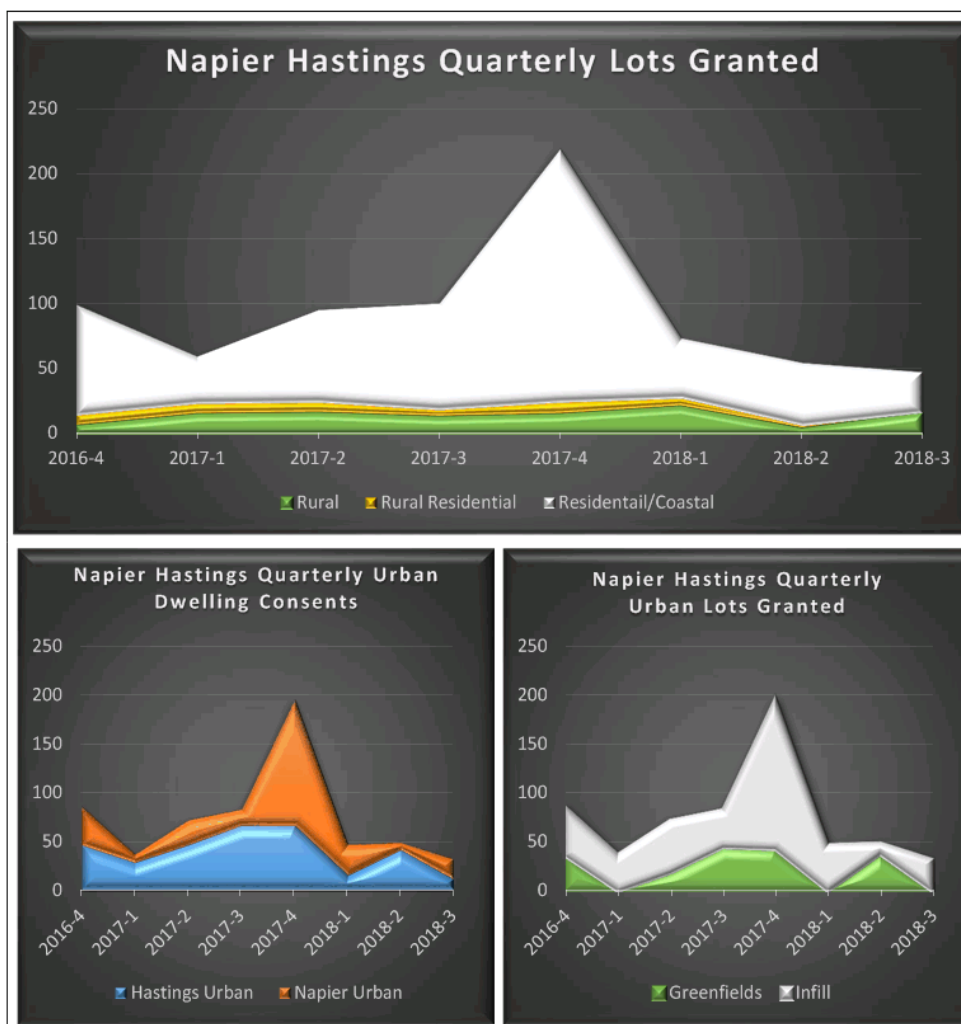 Napier Hastings Quarterly Lots Granted
250
200
150
100
50
0
2016-4 2017-1 2017-2 2017-3 2017-4 2018-1 2018-2 2018-3
Rural Rural Residential Residentail/Coastal
Napier Hastings Quarterly Urban
Dwelling Consents
250
200
150
100
50
0
2016-4 2017-1 2017-2 2017-3 2017-4 2018-1 2018-2 2018-3
Hastings Urban Napier Urban
Napier Hastings Quarterly
Urban Lots Granted
250
200
150
100
50
0
2016-4 2017-1 2017-2 2017-3 2017-4 2018-1 2018-2 2018-3
Greenfields Infill